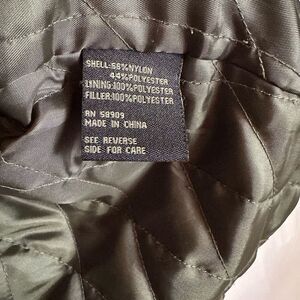 SHELL:56%NYLON
44%POLYESTER
LINING:100%POLYESTER
FILLER:100%POLYESTER
RN 58909
MADE IN CHINA
SEE REVERSE
SIDE FOR CARE